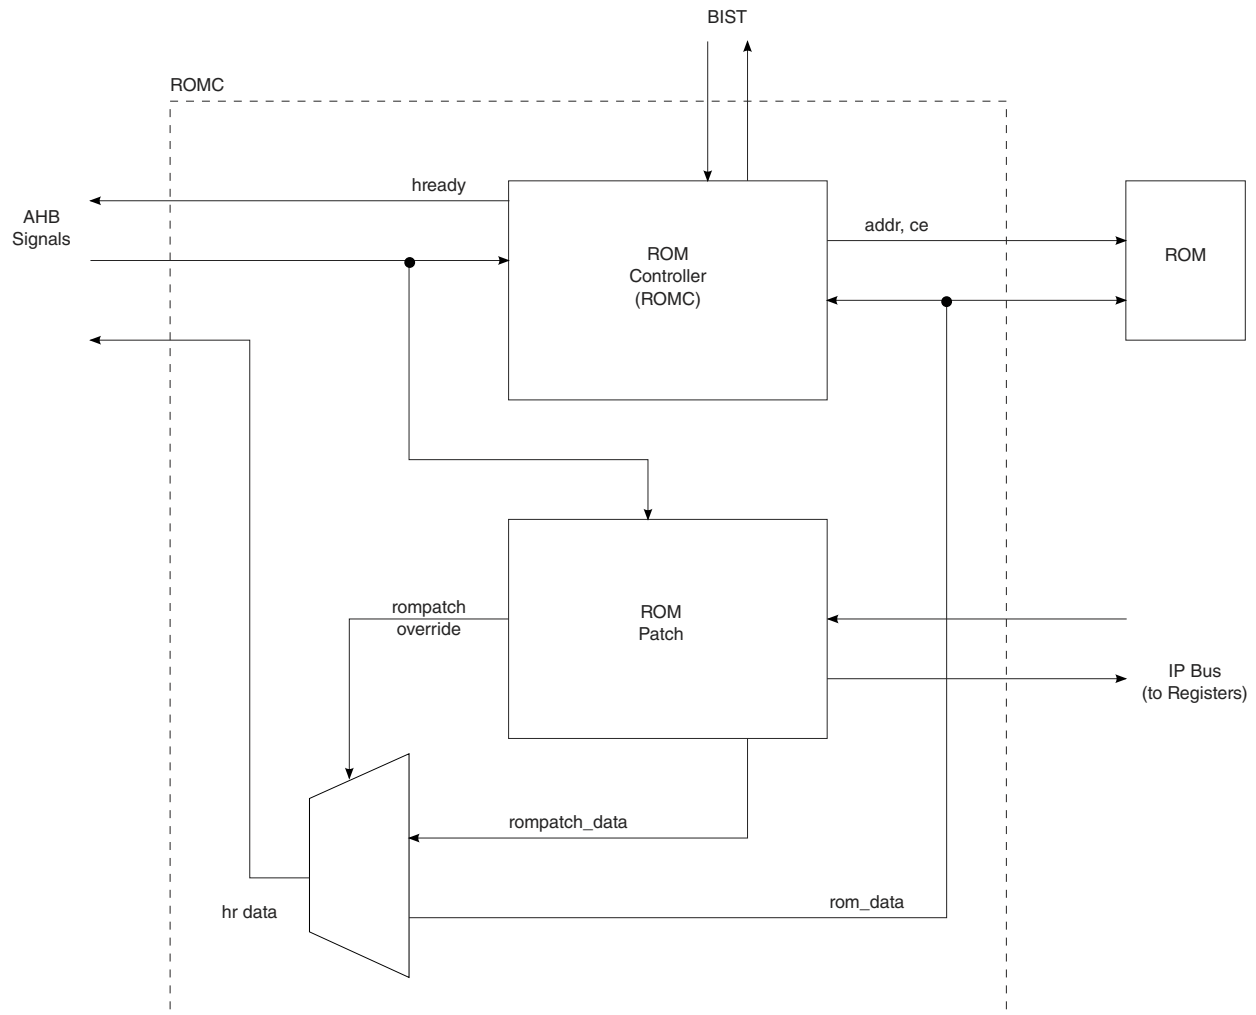 BIST
ROMC
hready
AHB
Signals
addr, ce
ROM
Controller
(ROMC)
ROM
rompatch
override
ROM
Patch
IP Bus
(to Registers)
rompatch_data
rom_data
hr data